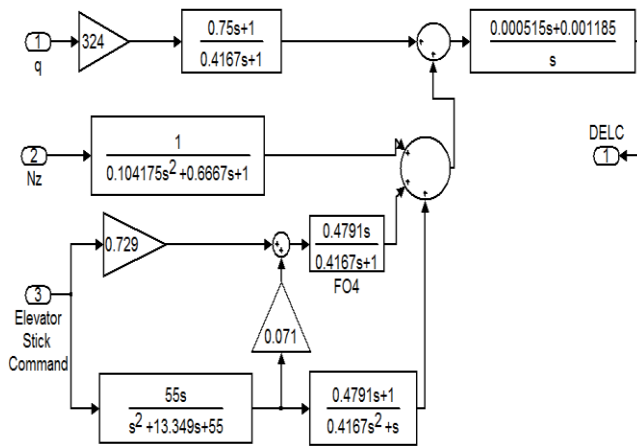 1
q
324
0.75s+1
0.4167s+1
+
+
0.000515s+0.001185
s
2
Nz
1
0.104175s²+0.6667s+1
+
+
+
DELC
1
0.729
+
+
0.4791s
0.4167s+1
FO4
3
Elevator
Stick
Command
0.071
55s
s²+13.349s+55
0.4791s+1
0.4167s²+s